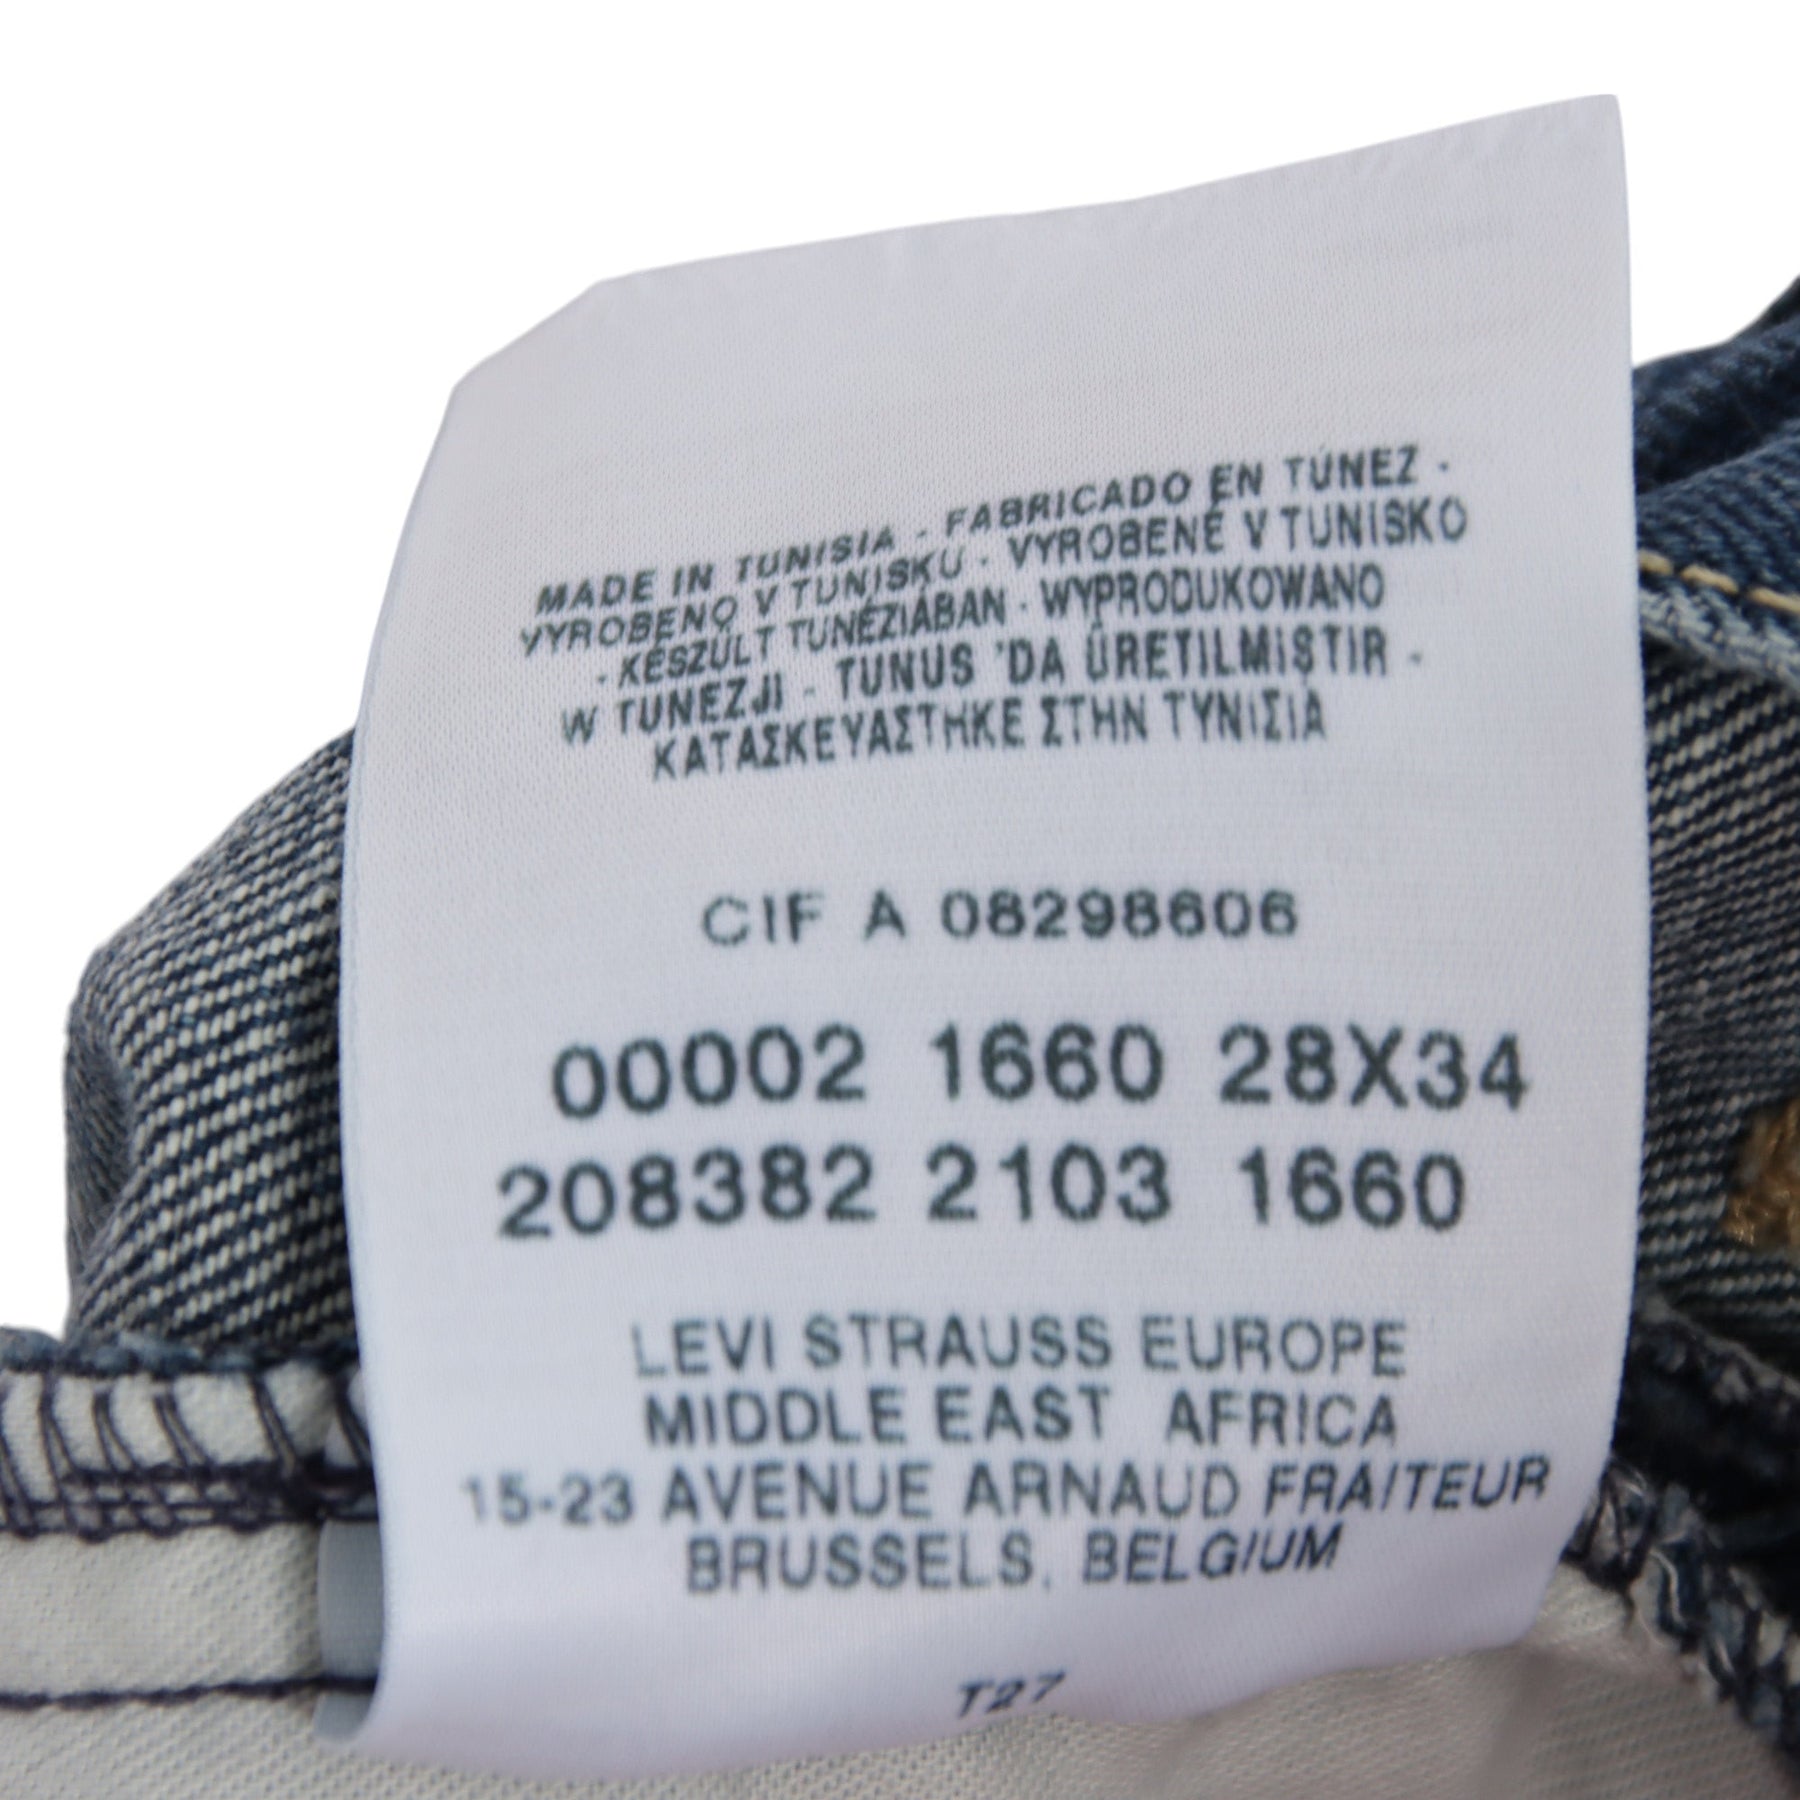 MADE IN TUNISIA - FABRICADO EN TÚNEZ -
VYROBENO V TUNISKU - VYROBENÉ V TUNISKO
- KÉSZÜLT TUNÉZIÁBAN - WYPRODUKOWANO
W TUNEZJI - TUNUS 'DA ÜRETILMIŞTIR -
ΚΑΤΑΣΚΕΥΑΣΤΗΚΕ ΣΤΗΝ ΤΥΝΙΣΙΑ
CIF A 08298606
00002 1660 28X34
208382 2103 1660
LEVI STRAUSS EUROPE
MIDDLE EAST AFRICA
15-23 AVENUE ARNAUD FRAITEUR
BRUSSELS, BELGIUM
T27